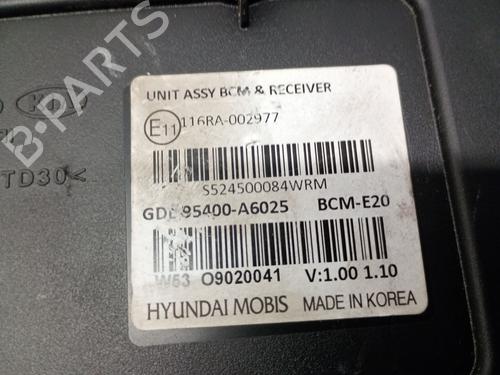 B-PARTS
UNIT ASSY BCM & RECEIVER
E11 116RA-002977
S524500084WRM
GDE 95400-A6025 BCM-E20
W53 O9020041 V:1.00 1.10
HYUNDAI MOBIS MADE IN KOREA
KIA
TD30<